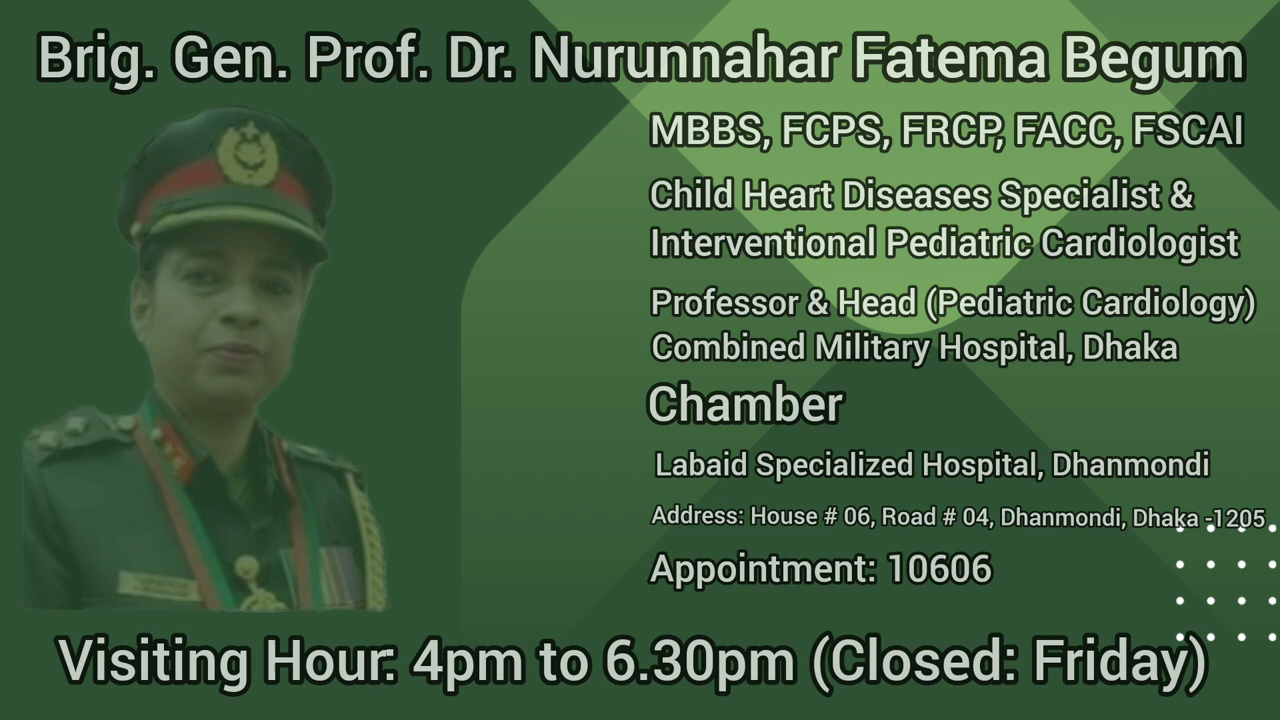 Brig. Gen. Prof. Dr. Nurunnahar Fatema Begum
MBBS, FCPS, FRCP, FACC, FSCAI
Child Heart Diseases Specialist &
Interventional Pediatric Cardiologist
Professor & Head (Pediatric Cardiology)
Combined Military Hospital, Dhaka
Chamber
Labaid Specialized Hospital, Dhanmondi
Address: House # 06, Road # 04, Dhanmondi, Dhaka -1205
Appointment: 10606
Visiting Hour: 4pm to 6.30pm (Closed: Friday)